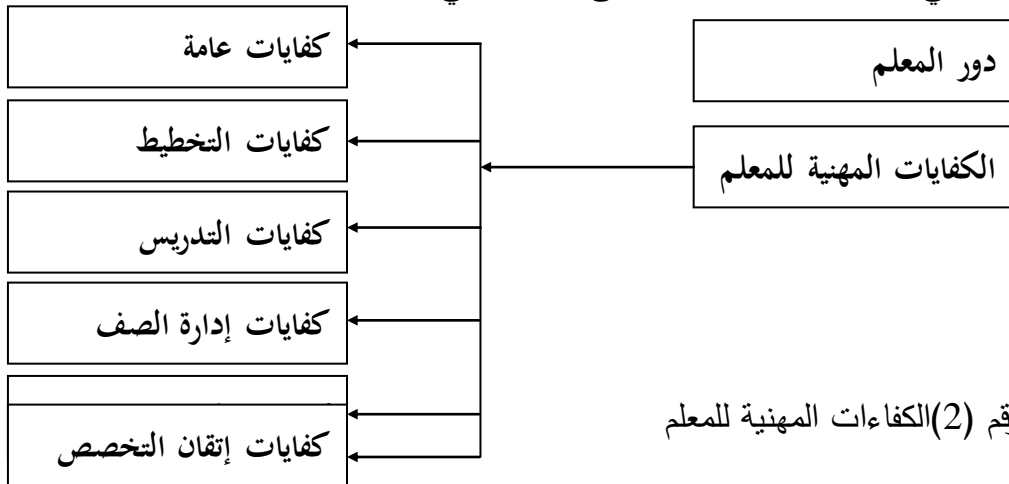 دور المعلم
الكفايات المهنية للمعلم
كفايات عامة
كفايات التخطيط
كفايات التدريس
كفايات إدارة الصف
كفايات إتقان التخصص
(2)الكفاءات المهنية للمعلم